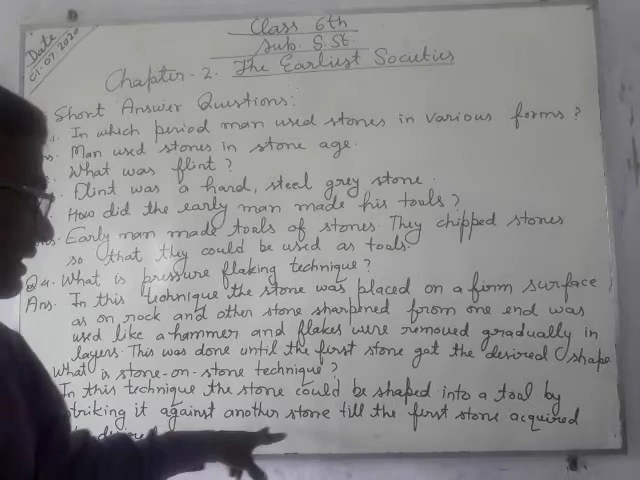 Date
01.07.2020
Class 6th
Sub. S.St.
Chapter-2. The Earliest Societies
Short Answer Questions:
In which period man used stones in various forms?
ns. Man used stones in stone age.
What was flint?
Flint was a hard, steel grey stone.
How did the early man made his tools?
ns. Early man made tools of stones. They chipped stones
so that they could be used as tools.
Q4. What is pressure flaking technique?
Ans. In this technique the stone was placed on a firm surface
as on rock and other stone sharpened from one end was
used like a hammer and flakes were removed gradually in
layers. This was done until the first stone got the desired shape
What is stone-on-stone technique?
In this technique the stone could be shaped into a tool by
triking it against another stone till the first stone acquired
desired